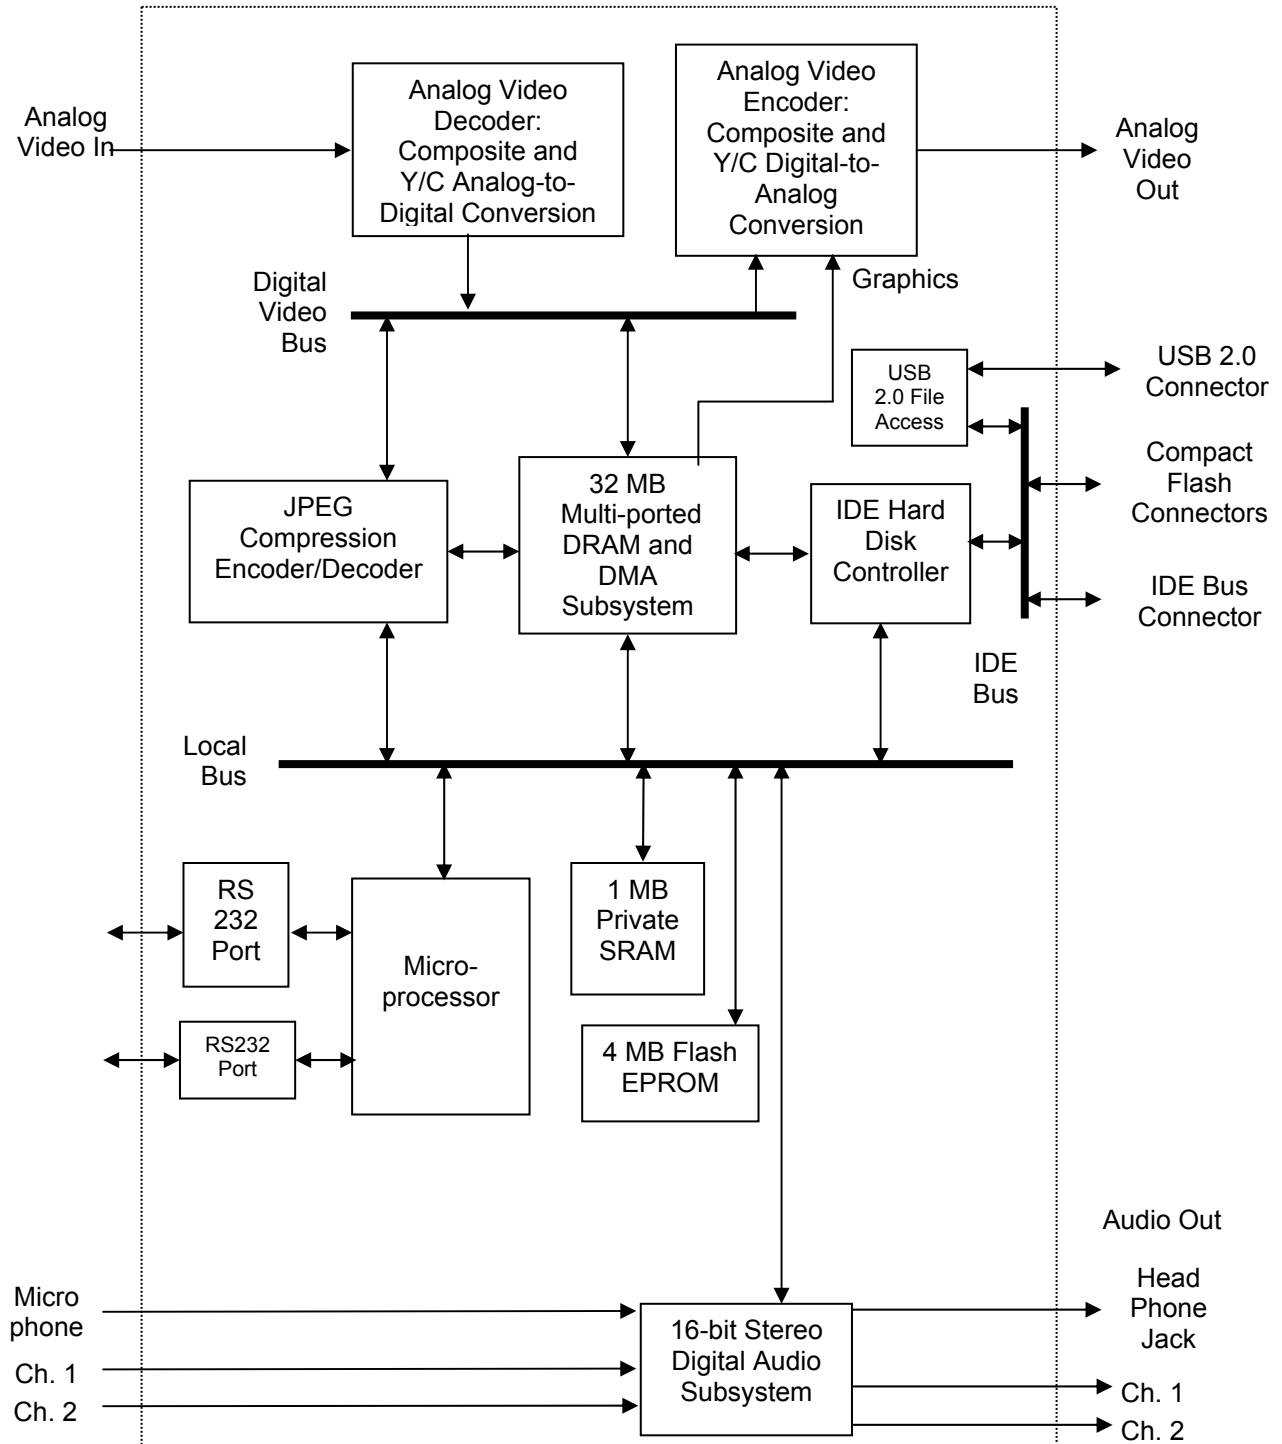 Analog
Video In
Analog Video
Decoder:
Composite and
Y/C Analog-to-
Digital Conversion
Analog Video
Encoder:
Composite and
Y/C Digital-to-
Analog
Conversion
Analog
Video
Out
Digital
Video
Bus
Graphics
USB
2.0 File
Access
USB 2.0
Connector
Compact
Flash
Connectors
IDE Bus
Connector
JPEG
Compression
Encoder/Decoder
32 MB
Multi-ported
DRAM and
DMA
Subsystem
IDE Hard
Disk
Controller
IDE
Bus
Local
Bus
RS
232
Port
RS232
Port
Micro-
processor
1 MB
Private
SRAM
4 MB Flash
EPROM
Audio Out
Micro
phone
Ch. 1
Ch. 2
16-bit Stereo
Digital Audio
Subsystem
Head
Phone
Jack
Ch. 1
Ch. 2